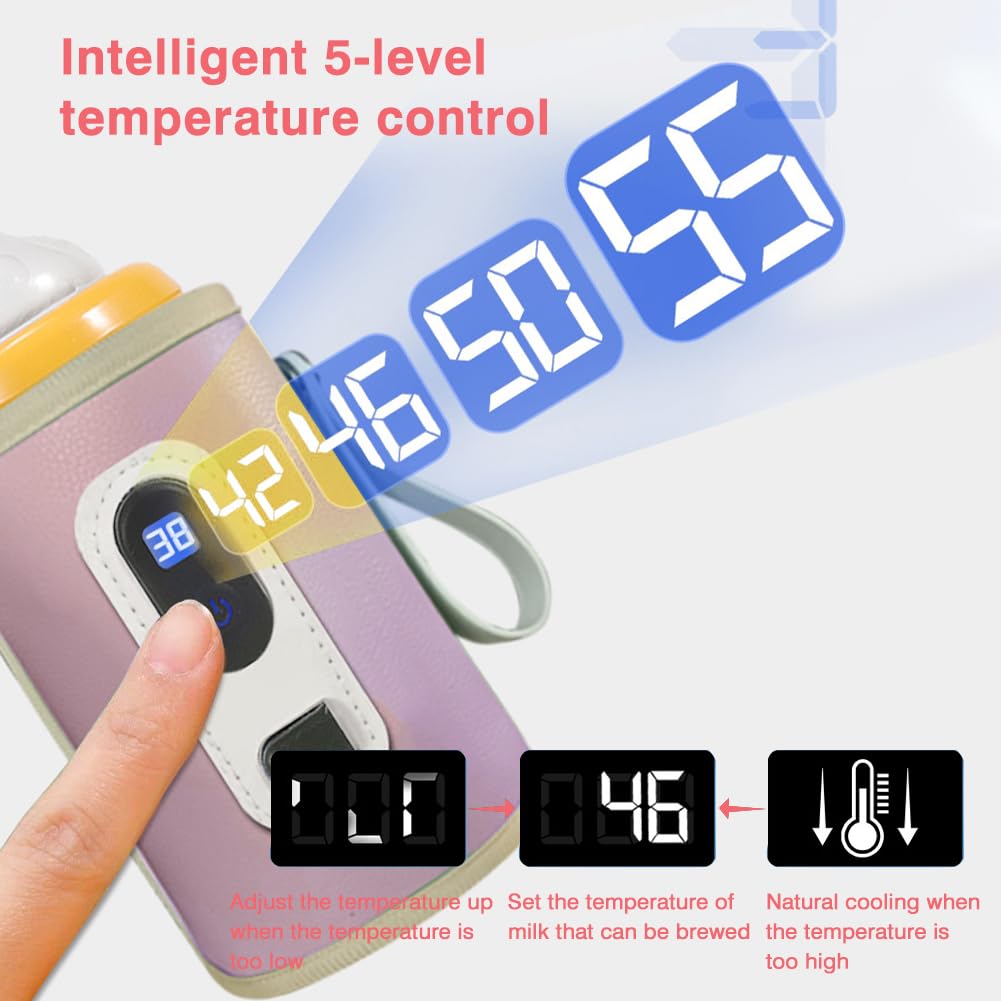 Intelligent 5-level
temperature control
55
50
46
42
38
46
Adjust the temperature up
when the temperature is
too low
Set the temperature of
milk that can be brewed
Natural cooling when
the temperature is
too high